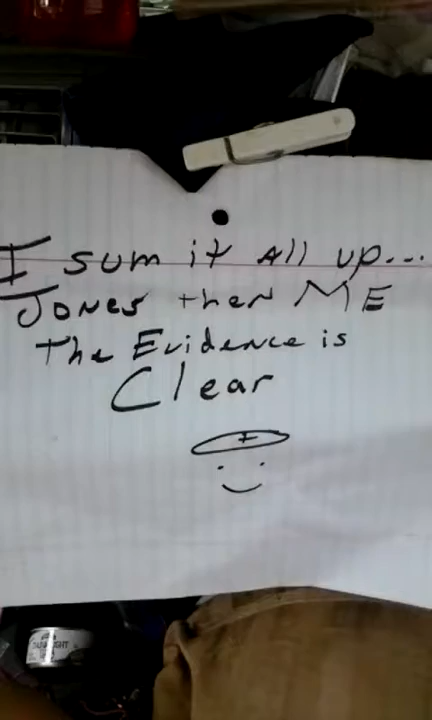 I sum it All up...
Jones then ME
the Evidence is
Clear